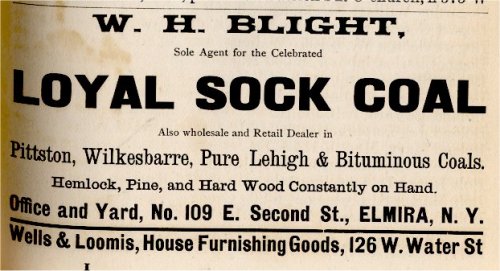 W. H. BLIGHT,
Sole Agent for the Celebrated
LOYAL SOCK COAL
Also wholesale and Retail Dealer in
Pittston, Wilkesbarre, Pure Lehigh & Bituminous Coals.
Hemlock, Pine, and Hard Wood Constantly on Hand.
Office and Yard, No. 109 E. Second St., ELMIRA, N. Y.
Wells & Loomis, House Furnishing Goods, 126 W. Water St